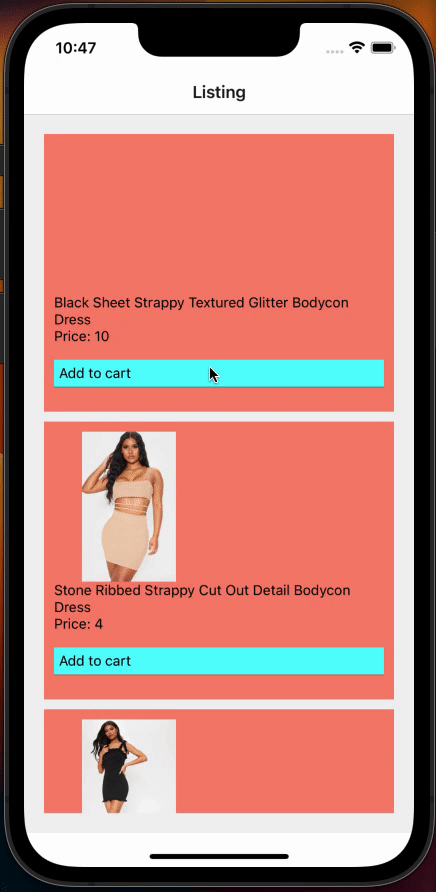 10:47
Listing
Black Sheet Strappy Textured Glitter Bodycon
Dress
Price: 10
Add to cart
Stone Ribbed Strappy Cut Out Detail Bodycon
Dress
Price: 4
Add to cart